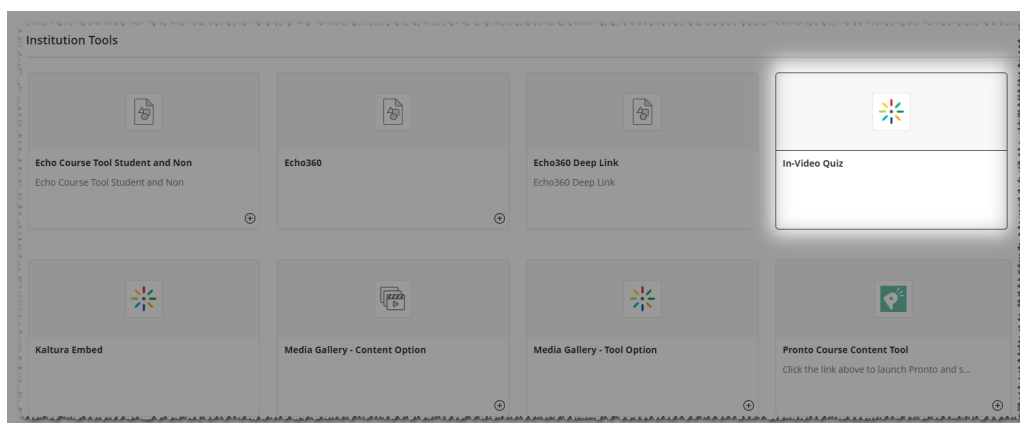 Institution Tools
Echo Course Tool Student and Non
Echo Course Tool Student and Non
Echo360
Echo360 Deep Link
Echo360 Deep Link
In-Video Quiz
Kaltura Embed
Media Gallery - Content Option
Media Gallery - Tool Option
Pronto Course Content Tool
Click the link above to launch Pronto and s...